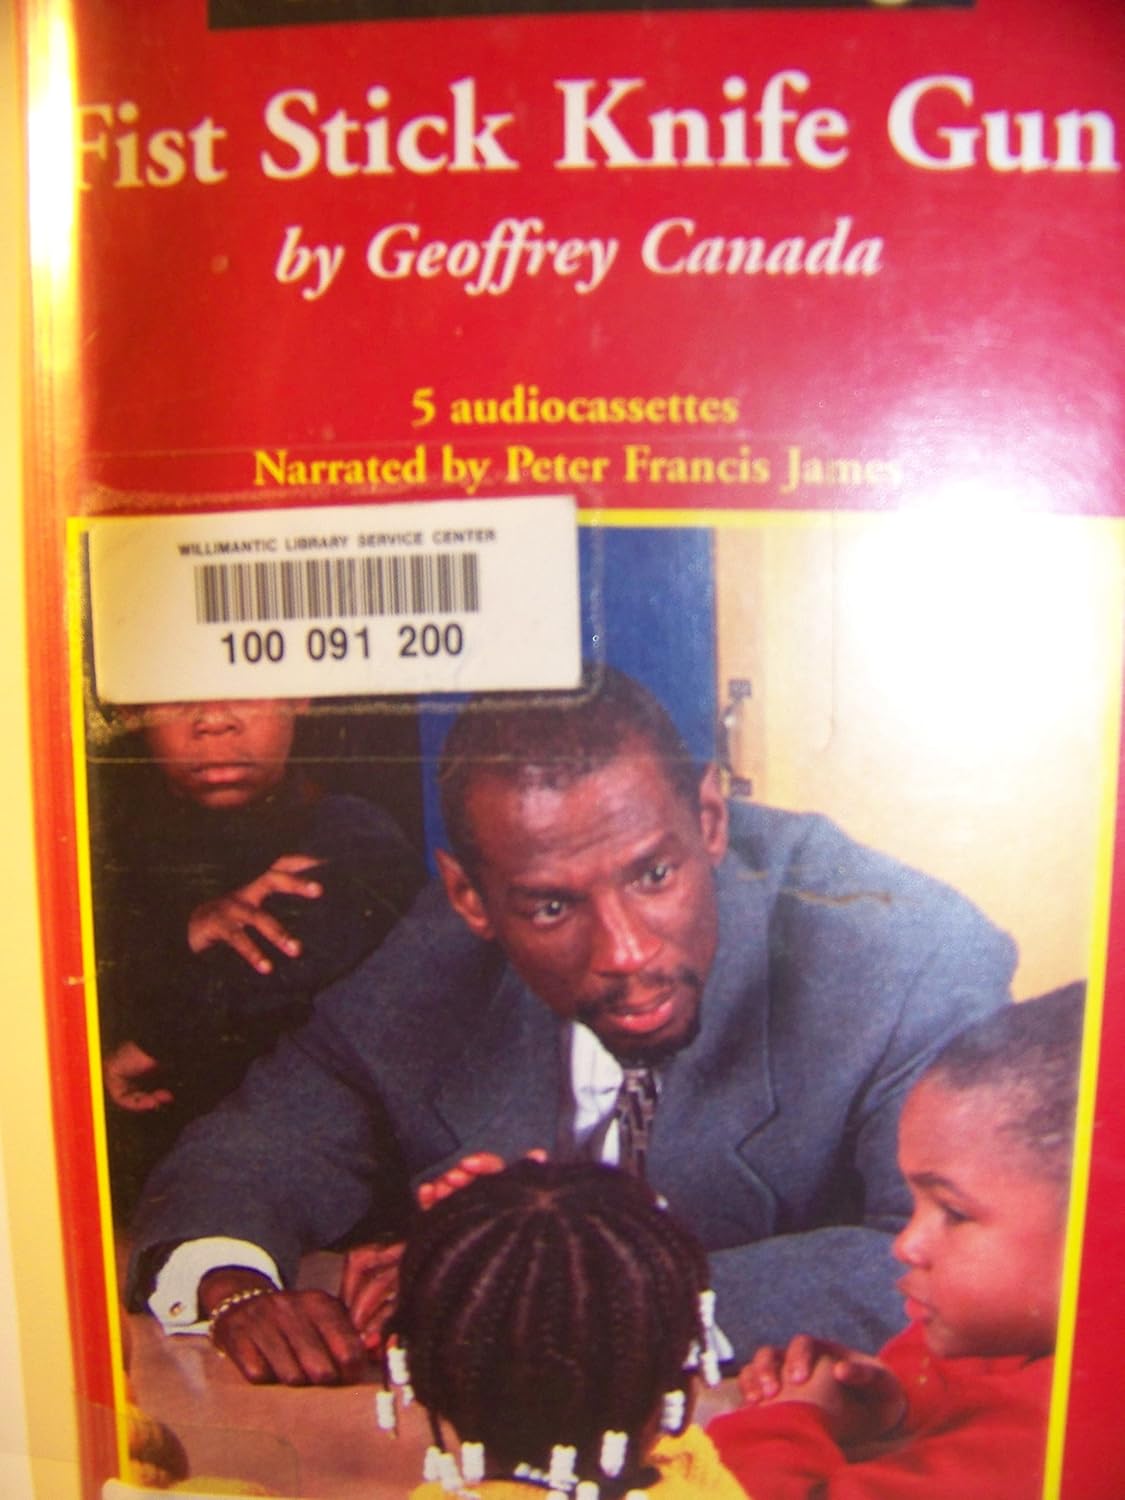 Fist Stick Knife Gun
by Geoffrey Canada
5 audiocassettes
Narrated by Peter Francis James
WILLIMANTIC LIBRARY SERVICE CENTER
100 091 200